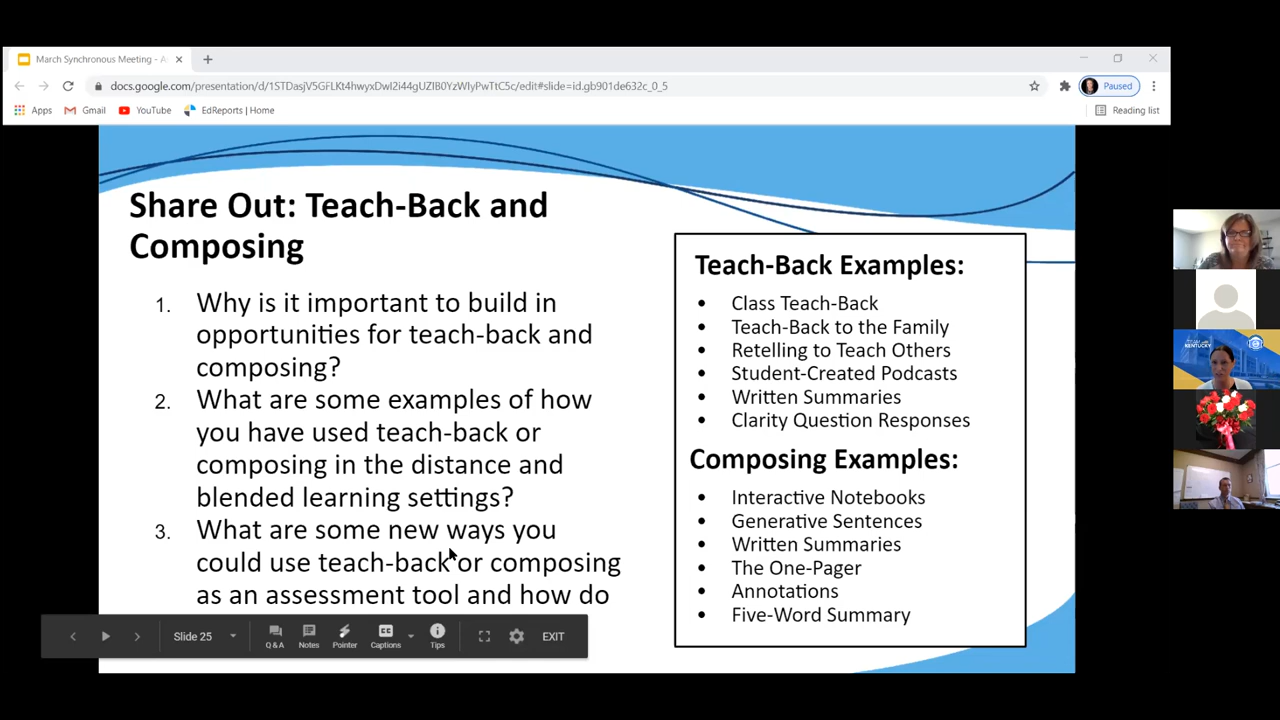 March Synchronous Meeting - A
docs.google.com/presentation/d/1STDasjV5GFLKt4hwyxDwl2i44gUZIB0YzWIyPwTtC5c/edit#slide=id.gb901de632c_0_5
Paused
Apps
Gmail
YouTube
EdReports | Home
Reading list
Share Out: Teach-Back and
Composing
1. Why is it important to build in
opportunities for teach-back and
composing?
2. What are some examples of how
you have used teach-back or
composing in the distance and
blended learning settings?
3. What are some new ways you
could use teach-back or composing
as an assessment tool and how do
Teach-Back Examples:
• Class Teach-Back
• Teach-Back to the Family
• Retelling to Teach Others
• Student-Created Podcasts
• Written Summaries
• Clarity Question Responses
Composing Examples:
• Interactive Notebooks
• Generative Sentences
• Written Summaries
• The One-Pager
• Annotations
• Five-Word Summary
Slide 25
Q & A
Notes
Pointer
Captions
Tips
EXIT
TEAM
KENTUCKY